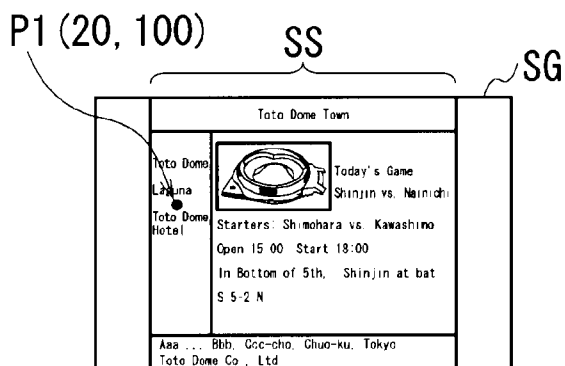 P1(20, 100)
SS
SG
Toto Dome Town
Toto Dome
Laguna
Toto Dome
Hotel
Today's Game
Shinjin vs. Nainichi
Starters: Shimohara vs. Kawashimo
Open 15 00 Start 18:00
In Bottom of 5th, Shinjin at bat
S 5-2 N
Aaa ... Bbb, Ccc-cho, Chuo-ku, Tokyo
Toto Dome Co., Ltd